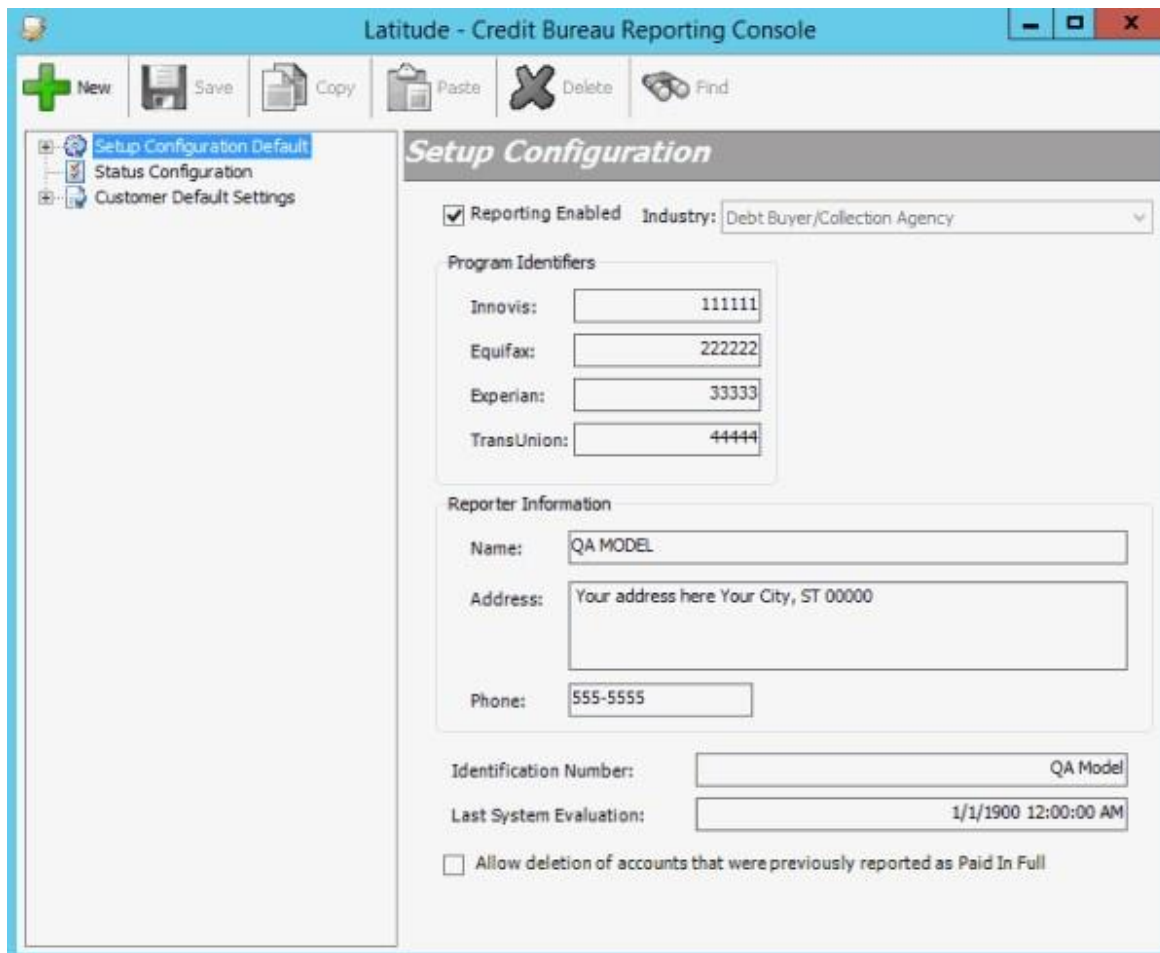 Latitude - Credit Bureau Reporting Console
New Save Copy Paste Delete Find
Setup Configuration Default
Status Configuration
Customer Default Settings
Setup Configuration
Reporting Enabled Industry: Debt Buyer/Collection Agency
Program Identifiers
Innovis: 111111
Equifax: 222222
Experian: 33333
TransUnion: 44444
Reporter Information
Name: QA MODEL
Address: Your address here Your City, ST 00000
Phone: 555-5555
Identification Number: QA Model
Last System Evaluation: 1/1/1900 12:00:00 AM
Allow deletion of accounts that were previously reported as Paid In Full